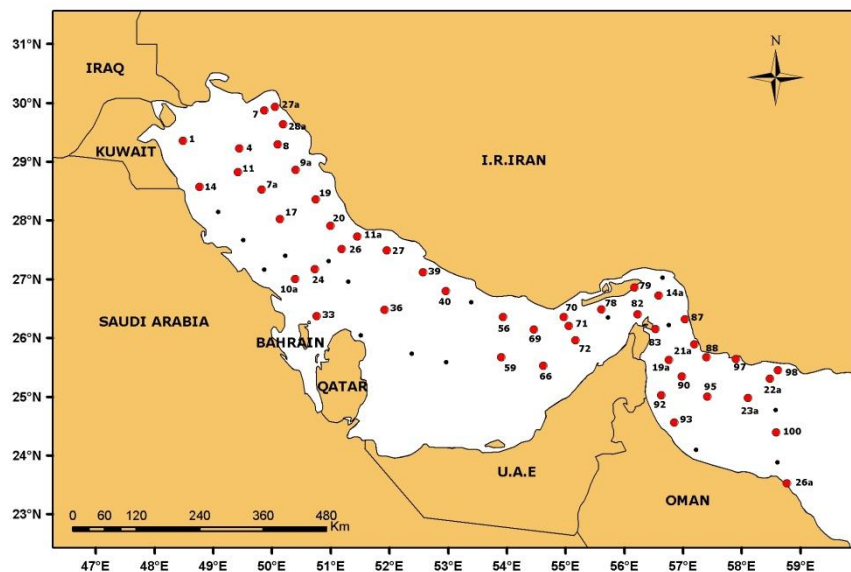 N
31°N
IRAQ
30°N
7
27a
28a
1
4
8
KUWAIT
I.R.IRAN
29°N
11
9a
14
7a
19
28°N
17
20
11a
26
27
39
27°N
24
10a
79
14a
40
36
70
78
82
87
SAUDI ARABIA
33
56
71
26°N
69
83
BAHRAIN
72
21a
88
59
97
98
66
19a
QATAR
90
22a
25°N
92
95
23a
93
100
24°N
U.A.E
26a
OMAN
0 60 120 240 360 480
Km
23°N
47°E 48°E 49°E 50°E 51°E 52°E 53°E 54°E 55°E 56°E 57°E 58°E 59°E